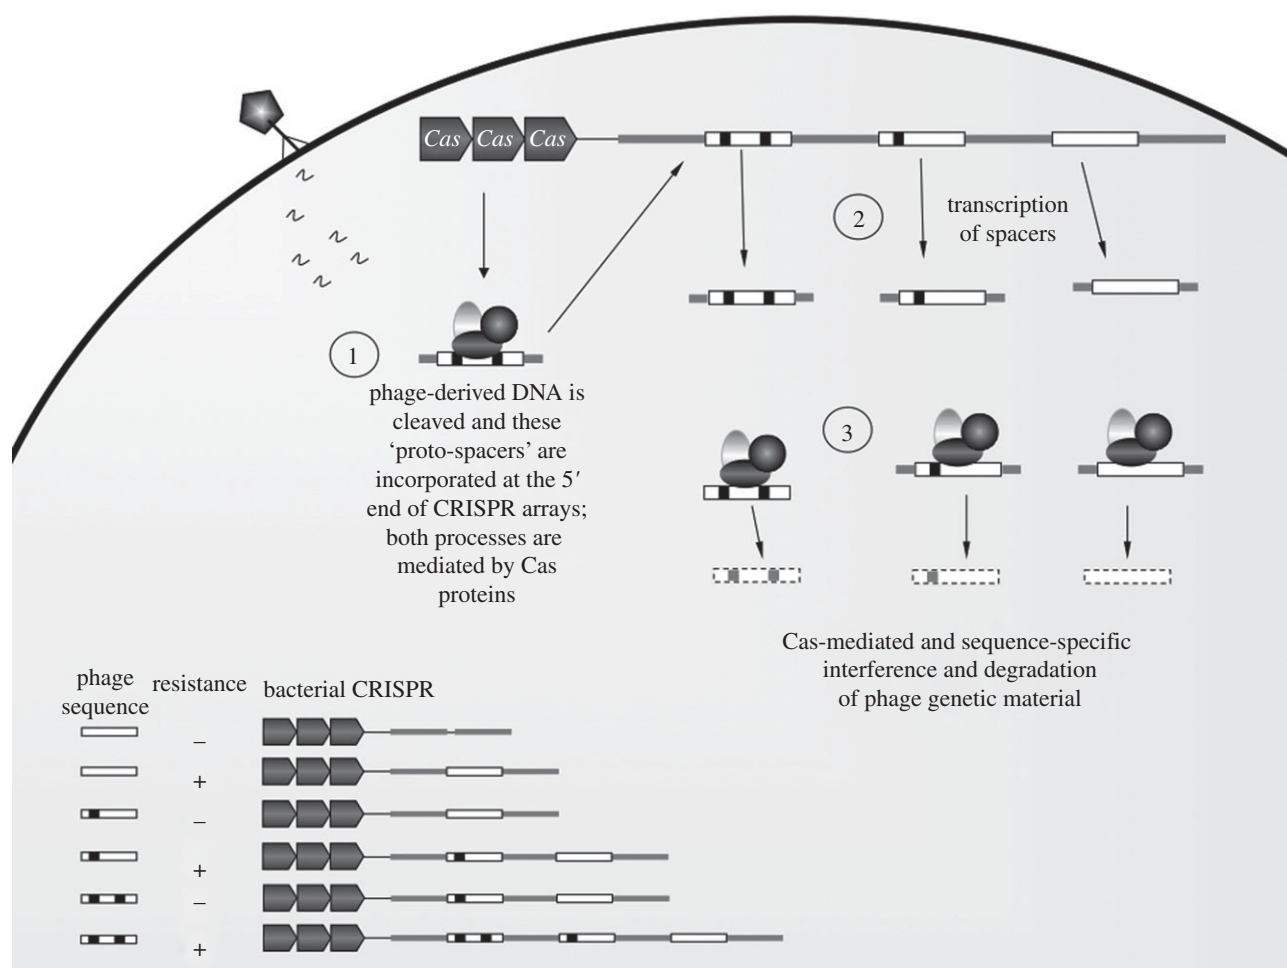 Cas Cas Cas
2
transcription
of spacers
1
phage-derived DNA is
cleaved and these
‘proto-spacers’ are
incorporated at the 5′
end of CRISPR arrays;
both processes are
mediated by Cas
proteins
3
Cas-mediated and sequence-specific
interference and degradation
of phage genetic material
phage
sequence
resistance
bacterial CRISPR
–
+
–
+
–
+